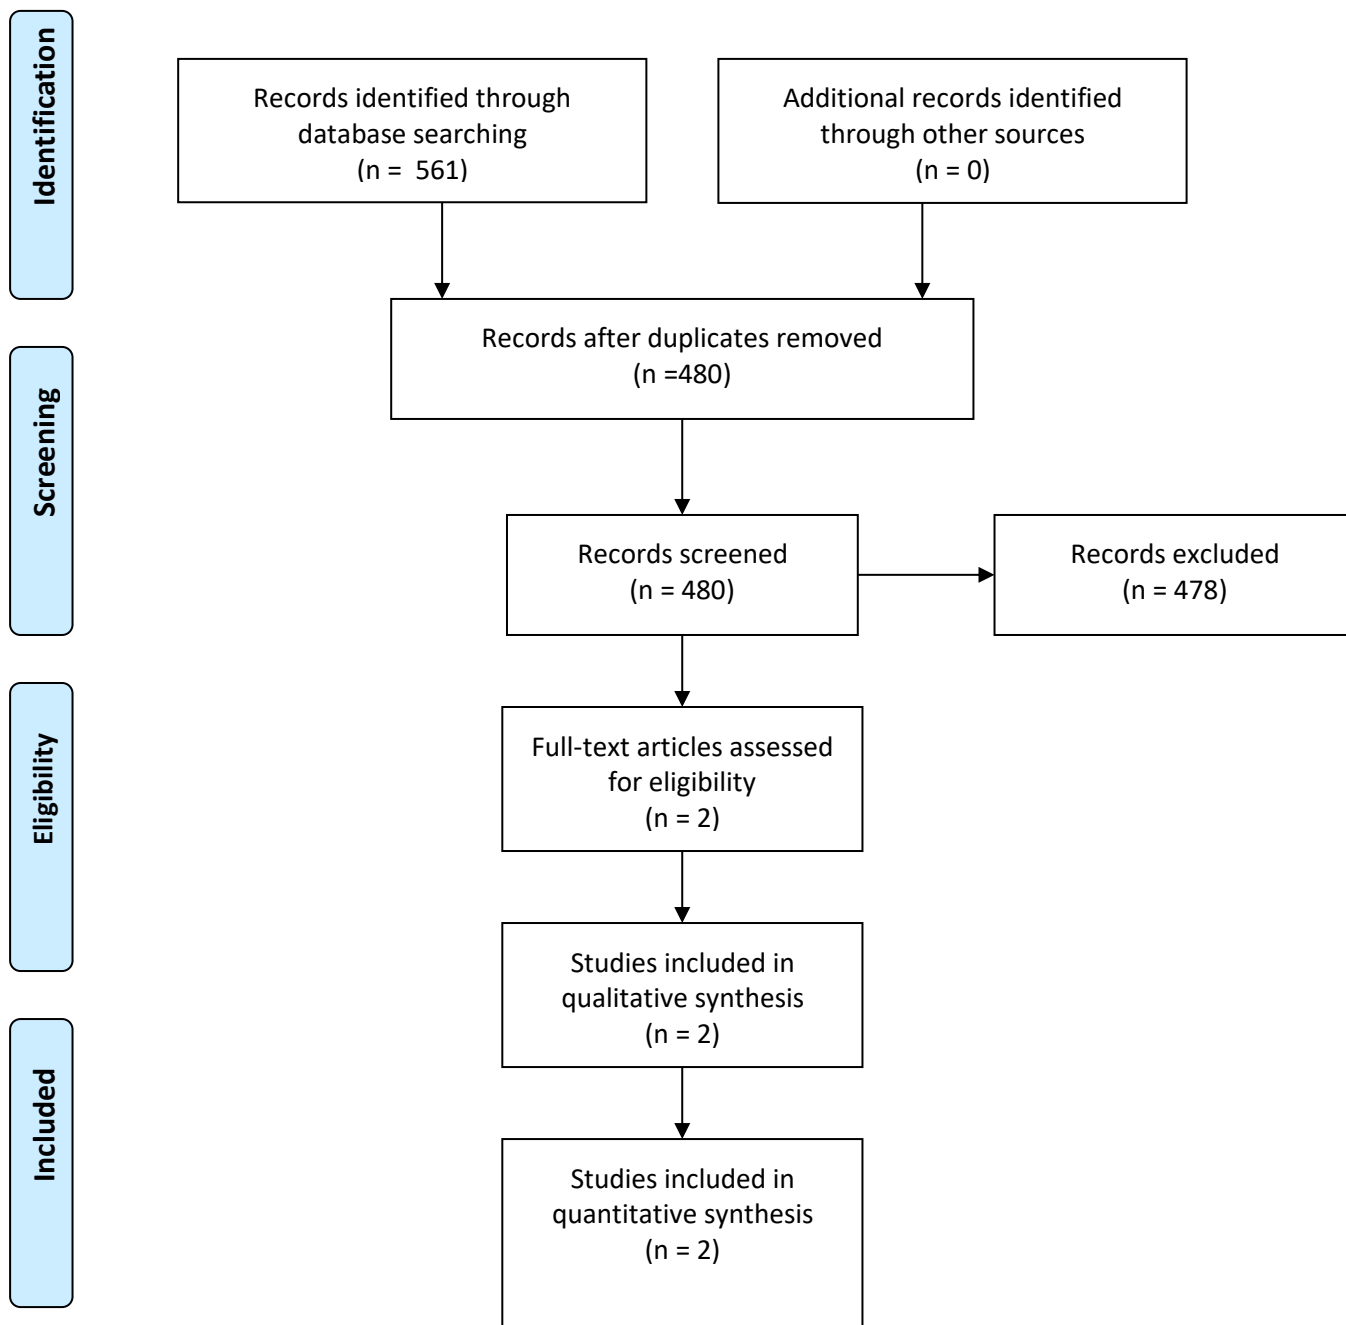 Identification
Records identified through
database searching
(n =  561)
Additional records identified
through other sources
(n = 0)
Records after duplicates removed
(n =480)
Screening
Records screened
(n = 480)
Records excluded
(n = 478)
Eligibility
Full-text articles assessed
for eligibility
(n = 2)
Studies included in
qualitative synthesis
(n = 2)
Included
Studies included in
quantitative synthesis
(n = 2)